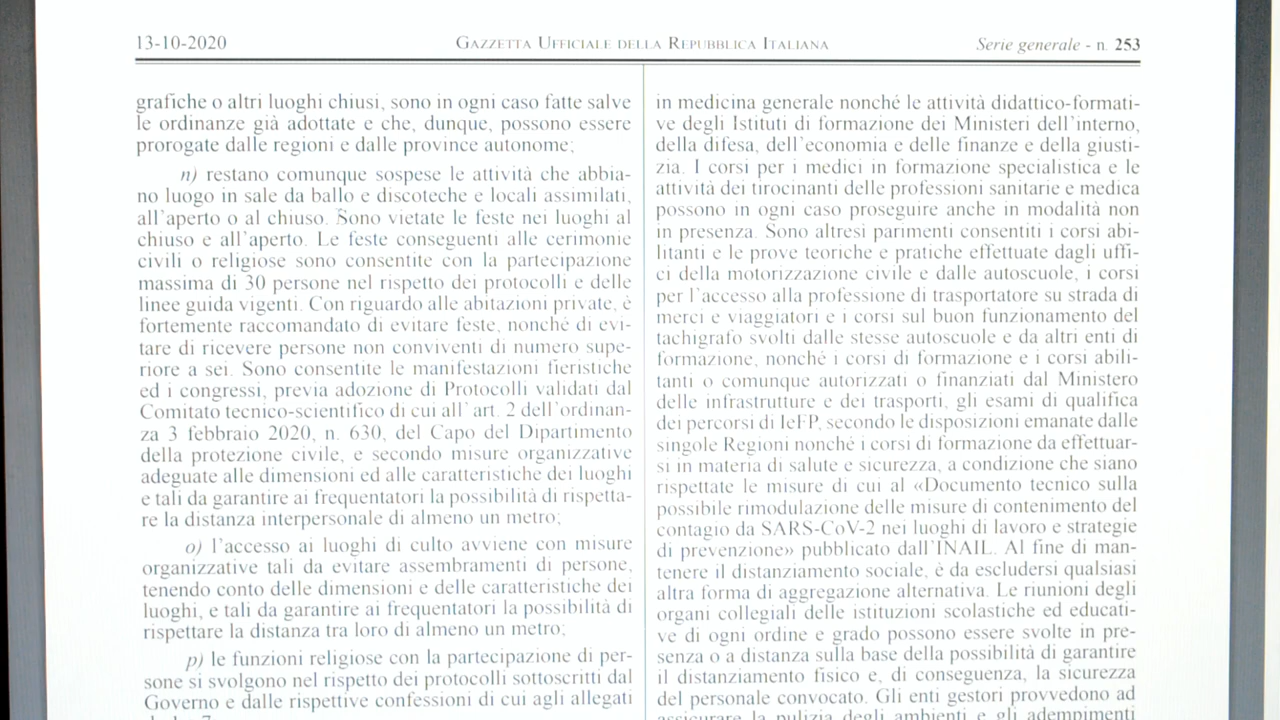 13-10-2020
GAZZETTA UFFICIALE DELLA REPUBBLICA ITALIANA
Serie generale - n. 253
grafiche o altri luoghi chiusi, sono in ogni caso fatte salve
le ordinanze già adottate e che, dunque, possono essere
prorogate dalle regioni e dalle province autonome;
n) restano comunque sospese le attività che abbia-
no luogo in sale da ballo e discoteche e locali assimilati,
all'aperto o al chiuso. Sono vietate le feste nei luoghi al
chiuso e all'aperto. Le feste conseguenti alle cerimonie
civili o religiose sono consentite con la partecipazione
massima di 30 persone nel rispetto dei protocolli e delle
linee guida vigenti. Con riguardo alle abitazioni private, è
fortemente raccomandato di evitare feste, nonché di evi-
tare di ricevere persone non conviventi di numero supe-
riore a sei. Sono consentite le manifestazioni fieristiche
ed i congressi, previa adozione di Protocolli validati dal
Comitato tecnico-scientifico di cui all'art. 2 dell'ordinan-
za 3 febbraio 2020, n. 630, del Capo del Dipartimento
della protezione civile, e secondo misure organizzative
adeguate alle dimensioni ed alle caratteristiche dei luoghi
e tali da garantire ai frequentatori la possibilità di rispetta-
re la distanza interpersonale di almeno un metro;
o) l'accesso ai luoghi di culto avviene con misure
organizzative tali da evitare assembramenti di persone,
tenendo conto delle dimensioni e delle caratteristiche dei
luoghi, e tali da garantire ai frequentatori la possibilità di
rispettare la distanza tra loro di almeno un metro;
p) le funzioni religiose con la partecipazione di per-
sone si svolgono nel rispetto dei protocolli sottoscritti dal
Governo e dalle rispettive confessioni di cui agli allegati
in medicina generale nonché le attività didattico-formati-
ve degli Istituti di formazione dei Ministeri dell'interno,
della difesa, dell'economia e delle finanze e della giusti-
zia. I corsi per i medici in formazione specialistica e le
attività dei tirocinanti delle professioni sanitarie e medica
possono in ogni caso proseguire anche in modalità non
in presenza. Sono altresì parimenti consentiti i corsi abi-
litanti e le prove teoriche e pratiche effettuate dagli uffi-
ci della motorizzazione civile e dalle autoscuole, i corsi
per l'accesso alla professione di trasportatore su strada di
merci e viaggiatori e i corsi sul buon funzionamento del
tachigrafo svolti dalle stesse autoscuole e da altri enti di
formazione, nonché i corsi di formazione e i corsi abili-
tanti o comunque autorizzati o finanziati dal Ministero
delle infrastrutture e dei trasporti, gli esami di qualifica
dei percorsi di IeFP, secondo le disposizioni emanate dalle
singole Regioni nonché i corsi di formazione da effettuar-
si in materia di salute e sicurezza, a condizione che siano
rispettate le misure di cui al «Documento tecnico sulla
possibile rimodulazione delle misure di contenimento del
contagio da SARS-CoV-2 nei luoghi di lavoro e strategie
di prevenzione» pubblicato dall'INAIL. Al fine di man-
tenere il distanziamento sociale, è da escludersi qualsiasi
altra forma di aggregazione alternativa. Le riunioni degli
organi collegiali delle istituzioni scolastiche ed educati-
ve di ogni ordine e grado possono essere svolte in pre-
senza o a distanza sulla base della possibilità di garantire
il distanziamento fisico e, di conseguenza, la sicurezza
del personale convocato. Gli enti gestori provvedono ad
assicurare la pulizia degli ambienti e gli adempimenti